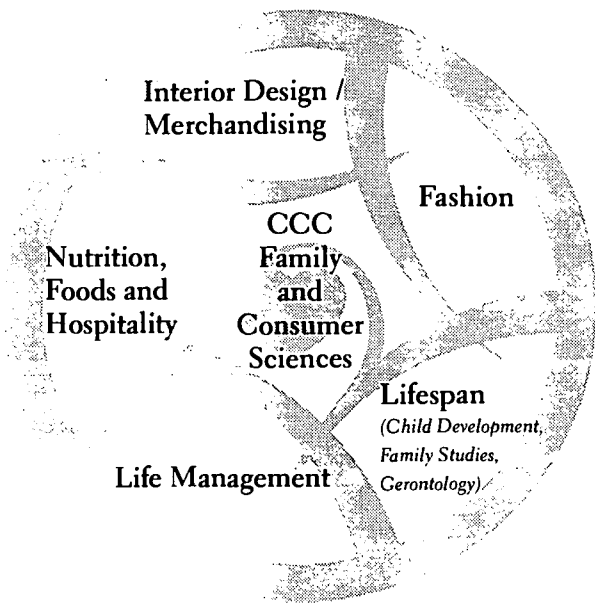 Interior Design /
Merchandising
Fashion
CCC
Family
and
Consumer
Sciences
Nutrition,
Foods and
Hospitality
Lifespan
(Child Development,
Family Studies,
Gerontology)
Life Management